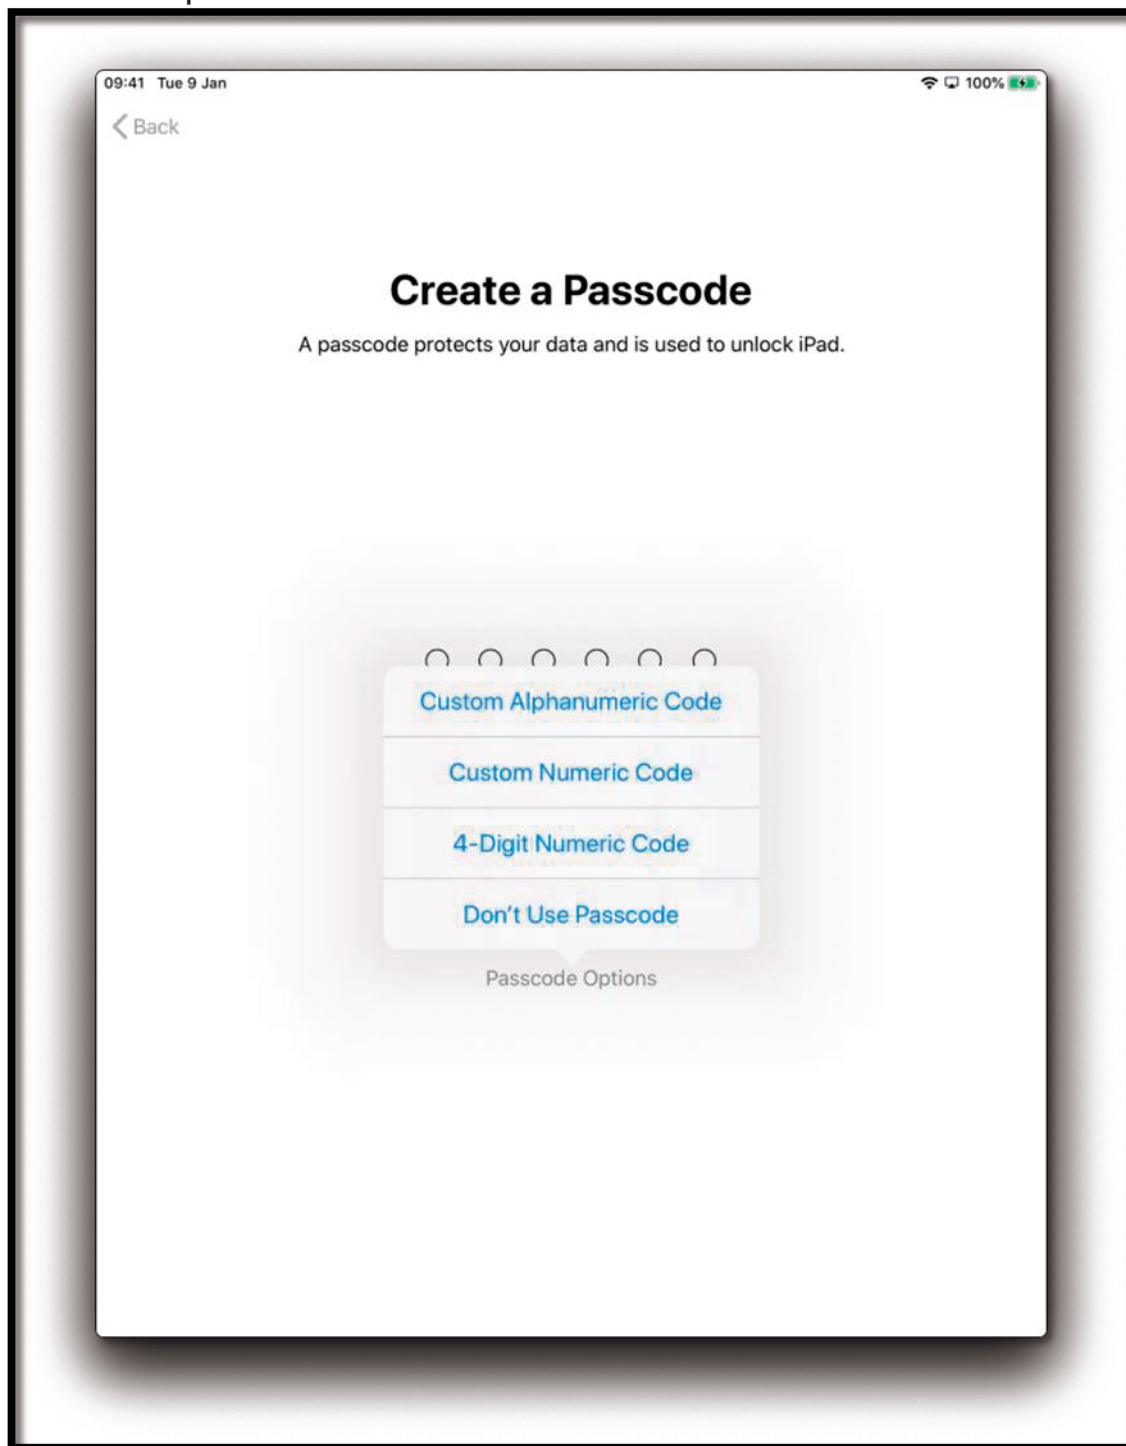 09:41 Tue 9 Jan 100%
Back
Create a Passcode
A passcode protects your data and is used to unlock iPad.
Custom Alphanumeric Code
Custom Numeric Code
4-Digit Numeric Code
Don't Use Passcode
Passcode Options